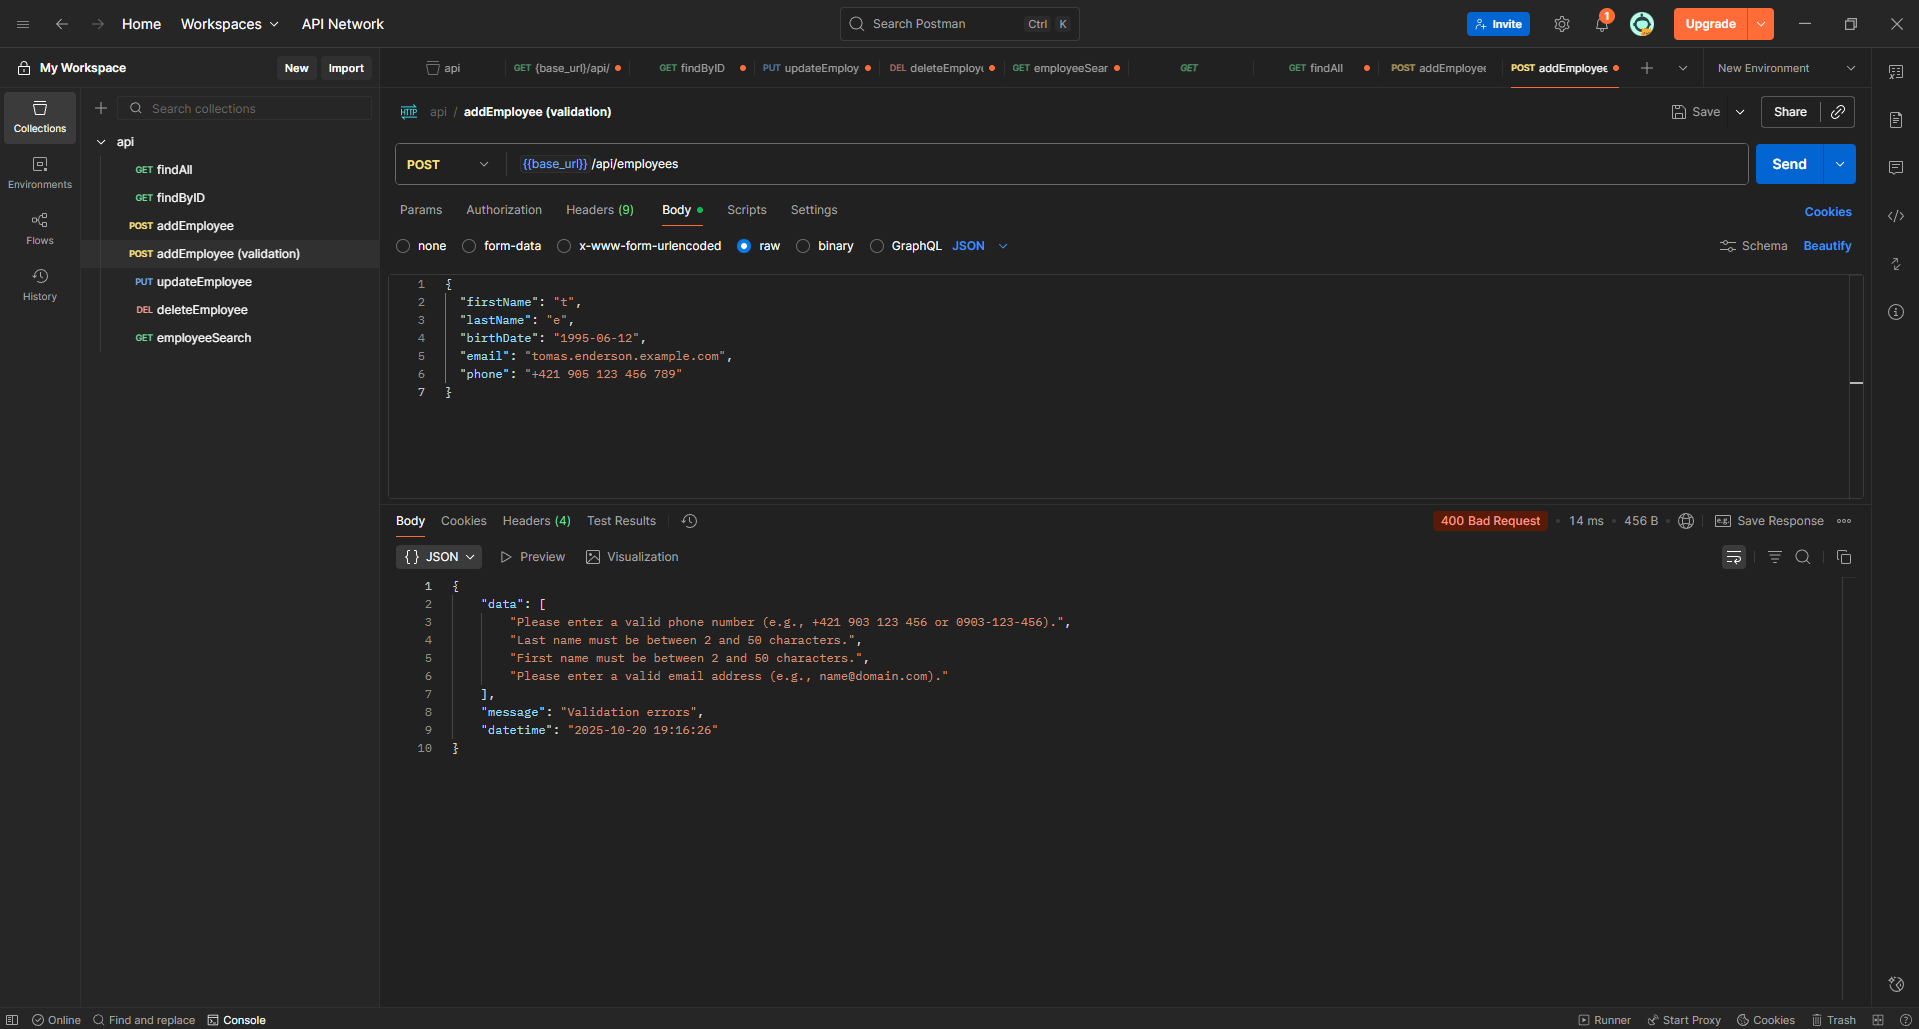 Home
Workspaces
API Network
Search Postman
Ctrl
K
Invite
1
Upgrade
My Workspace
New
Import
api
GET {base_url}/api/
GET findByID
PUT updateEmploy
DEL deleteEmploye
GET employeeSear
GET
GET findAll
POST addEmployee
POST addEmployee
New Environment
Collections
Environments
Flows
History
Search collections
api
GET findAll
GET findByID
POST addEmployee
POST addEmployee (validation)
PUT updateEmployee
DEL deleteEmployee
GET employeeSearch
HTTP
api / addEmployee (validation)
Save
Share
POST
{{base_url}} /api/employees
Send
Params
Authorization
Headers (9)
Body
Scripts
Settings
Cookies
none
form-data
x-www-form-urlencoded
raw
binary
GraphQL
JSON
Schema
Beautify
1 {
2 "firstName": "t",
3 "lastName": "e",
4 "birthDate": "1995-06-12",
5 "email": "tomas.enderson.example.com",
6 "phone": "+421 905 123 456 789"
7 }
Body
Cookies
Headers (4)
Test Results
400 Bad Request
14 ms
456 B
e.g.
Save Response
{} JSON
Preview
Visualization
1 {
2 "data": [
3 "Please enter a valid phone number (e.g., +421 903 123 456 or 0903-123-456).",
4 "Last name must be between 2 and 50 characters.",
5 "First name must be between 2 and 50 characters.",
6 "Please enter a valid email address (e.g., name@domain.com)."
7 ],
8 "message": "Validation errors",
9 "datetime": "2025-10-20 19:16:26"
10 }
Online
Find and replace
Console
Runner
Start Proxy
Cookies
Trash